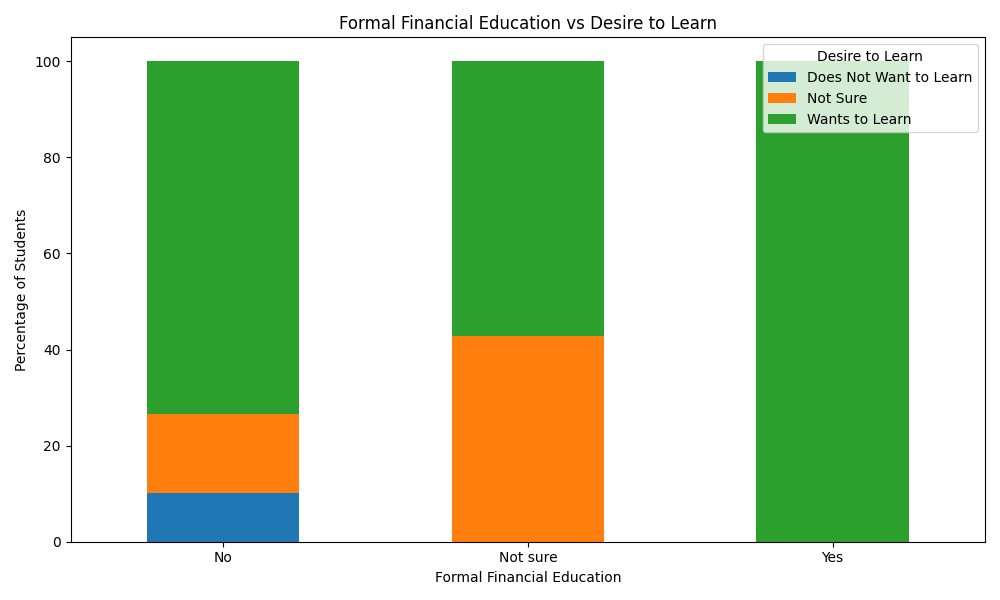 Formal Financial Education vs Desire to Learn
Desire to Learn
Does Not Want to Learn
Not Sure
Wants to Learn
Percentage of Students
100
80
60
40
20
0
No
Not sure
Yes
Formal Financial Education